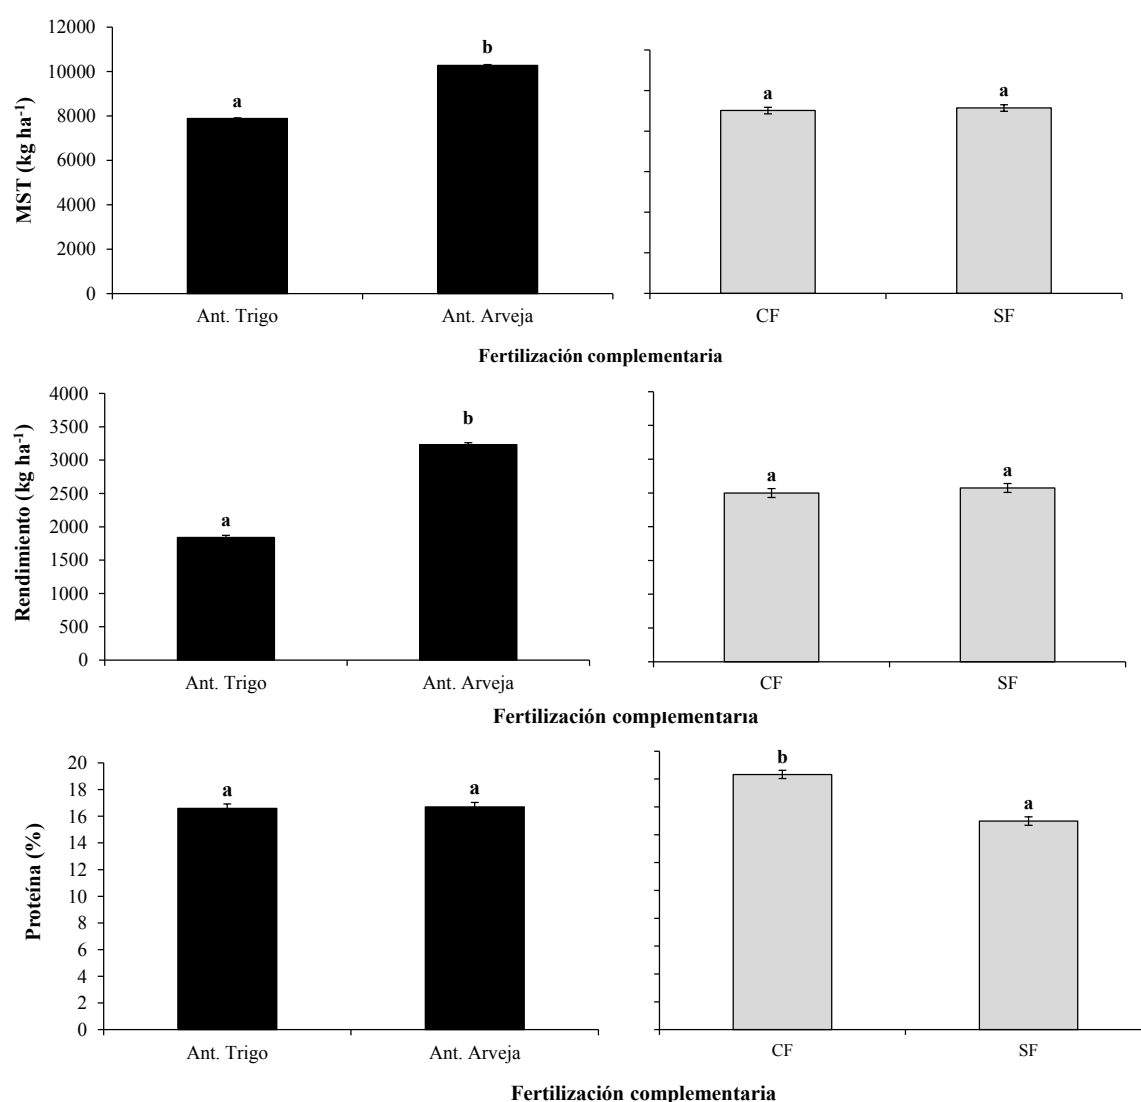 12000
10000
8000
6000
4000
2000
0
MST (kg ha-1)
a
b
Ant. Trigo
Ant. Arveja
a
a
CF
SF
Fertilización complementaria
4000
3500
3000
2500
2000
1500
1000
500
0
Rendimiento (kg ha-1)
a
b
Ant. Trigo
Ant. Arveja
a
a
CF
SF
Fertilización complementaria
20
18
16
14
12
10
8
6
4
2
0
Proteína (%)
a
a
Ant. Trigo
Ant. Arveja
b
a
CF
SF
Fertilización complementaria